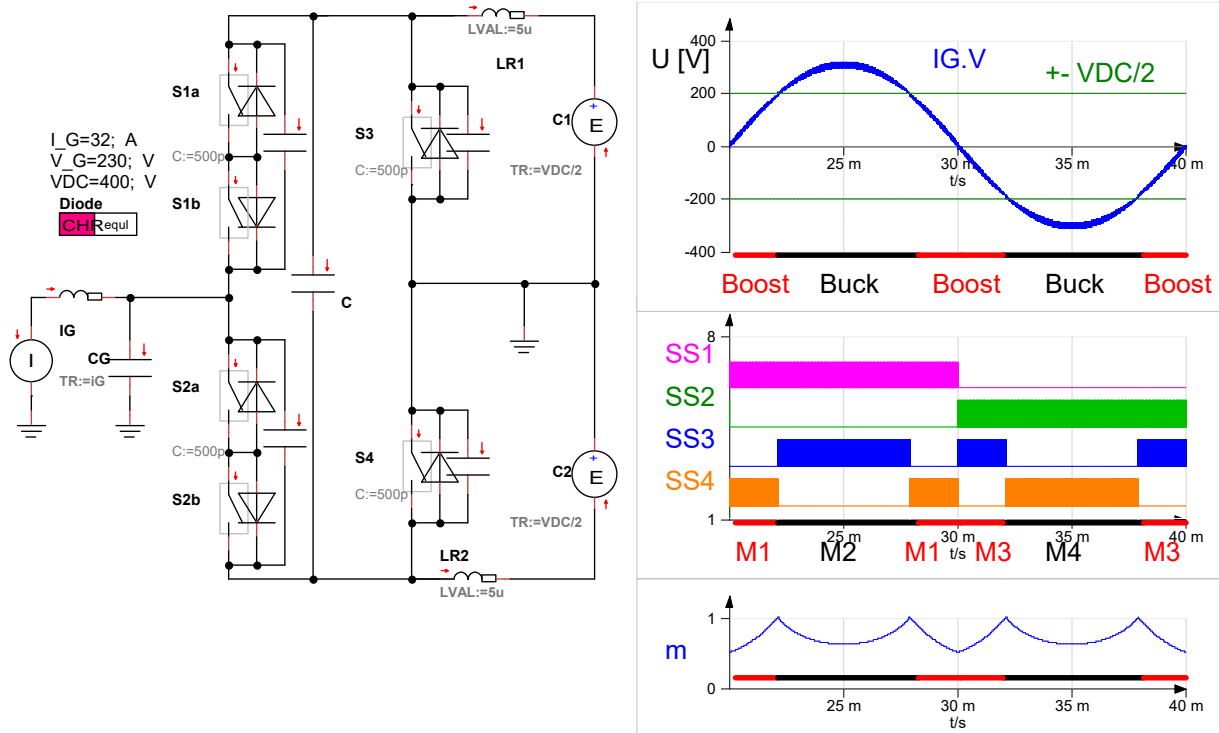 LVAL:=5u
LR1
S1a
C:=500p
S1b
I_G=32; A
V_G=230; V
VDC=400; V
Diode
CHR equl
S3
C:=500p
C1
E
TR:=VDC/2
C
IG
I
CG
TR:=iG
S2a
C:=500p
S2b
S4
C:=500p
C2
E
TR:=VDC/2
LR2
LVAL:=5u
U [V]
IG.V
+- VDC/2
400
200
0
-200
-400
25 m
30 m
35 m
40 m
t/s
Boost
Buck
Boost
Buck
Boost
8
SS1
SS2
SS3
SS4
1
25 m
30 m
35 m
40 m
t/s
M1
M2
M1
M3
M4
M3
1
m
0
25 m
30 m
35 m
40 m
t/s